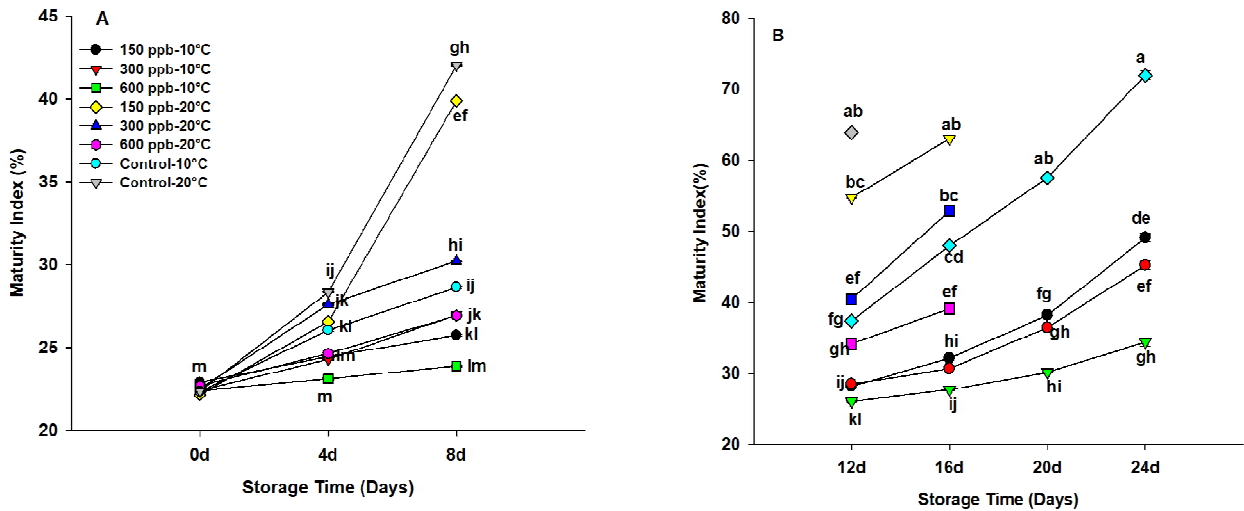 A
45
40
35
30
25
20
Maturity Index (%)
150 ppb-10°C
300 ppb-10°C
600 ppb-10°C
150 ppb-20°C
300 ppb-20°C
600 ppb-20°C
Control-10°C
Control-20°C
gh
ef
hi
ij
ij
jk
jk
kl
kl
lm
lm
m
m
0d 4d 8d
Storage Time (Days)
B
80
70
60
50
40
30
20
Maturity Index(%)
a
ab
ab
ab
bc
bc
cd
de
ef
ef
ef
fg
fg
gh
gh
gh
hi
hi
ij
ij
kl
12d 16d 20d 24d
Storage Time (Days)